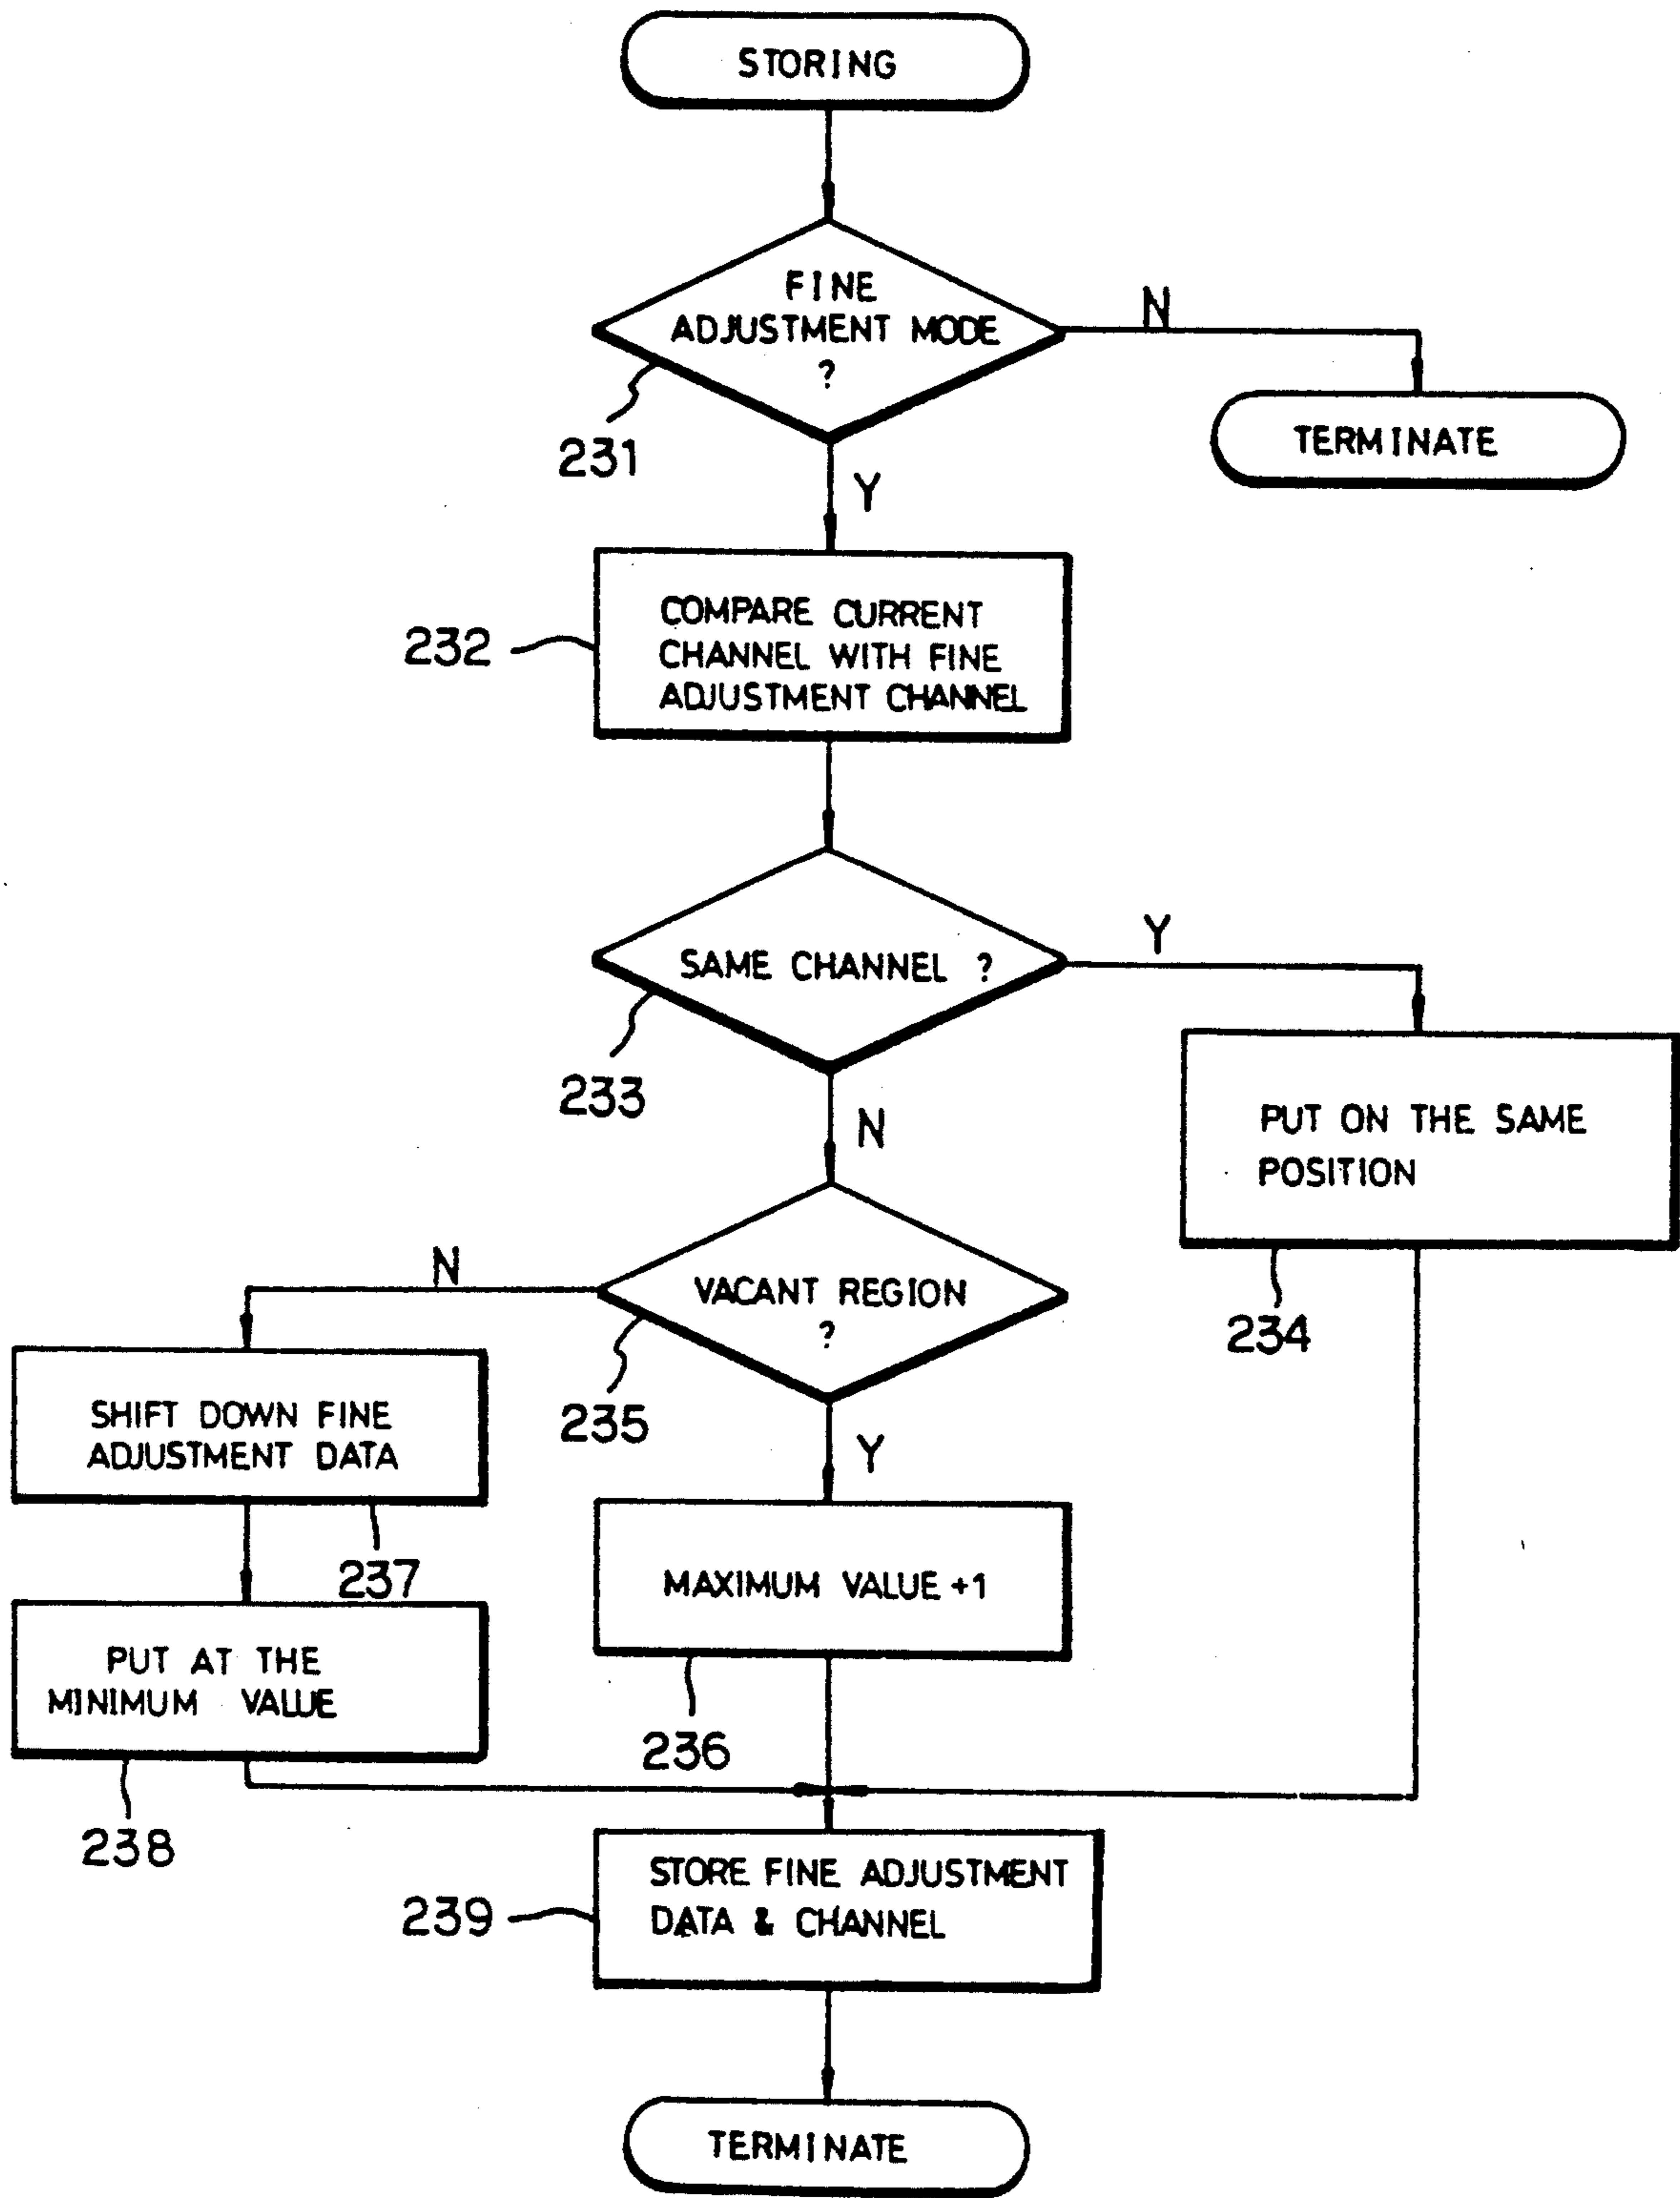 STORING
FINE
ADJUSTMENT MODE
?
N
231
TERMINATE
Y
COMPARE CURRENT
CHANNEL WITH FINE
ADJUSTMENT CHANNEL
232
SAME CHANNEL ?
Y
233
N
PUT ON THE SAME
POSITION
234
VACANT REGION
?
N
235
Y
SHIFT DOWN FINE
ADJUSTMENT DATA
237
MAXIMUM VALUE +1
236
PUT AT THE
MINIMUM VALUE
238
STORE FINE ADJUSTMENT
DATA & CHANNEL
239
TERMINATE